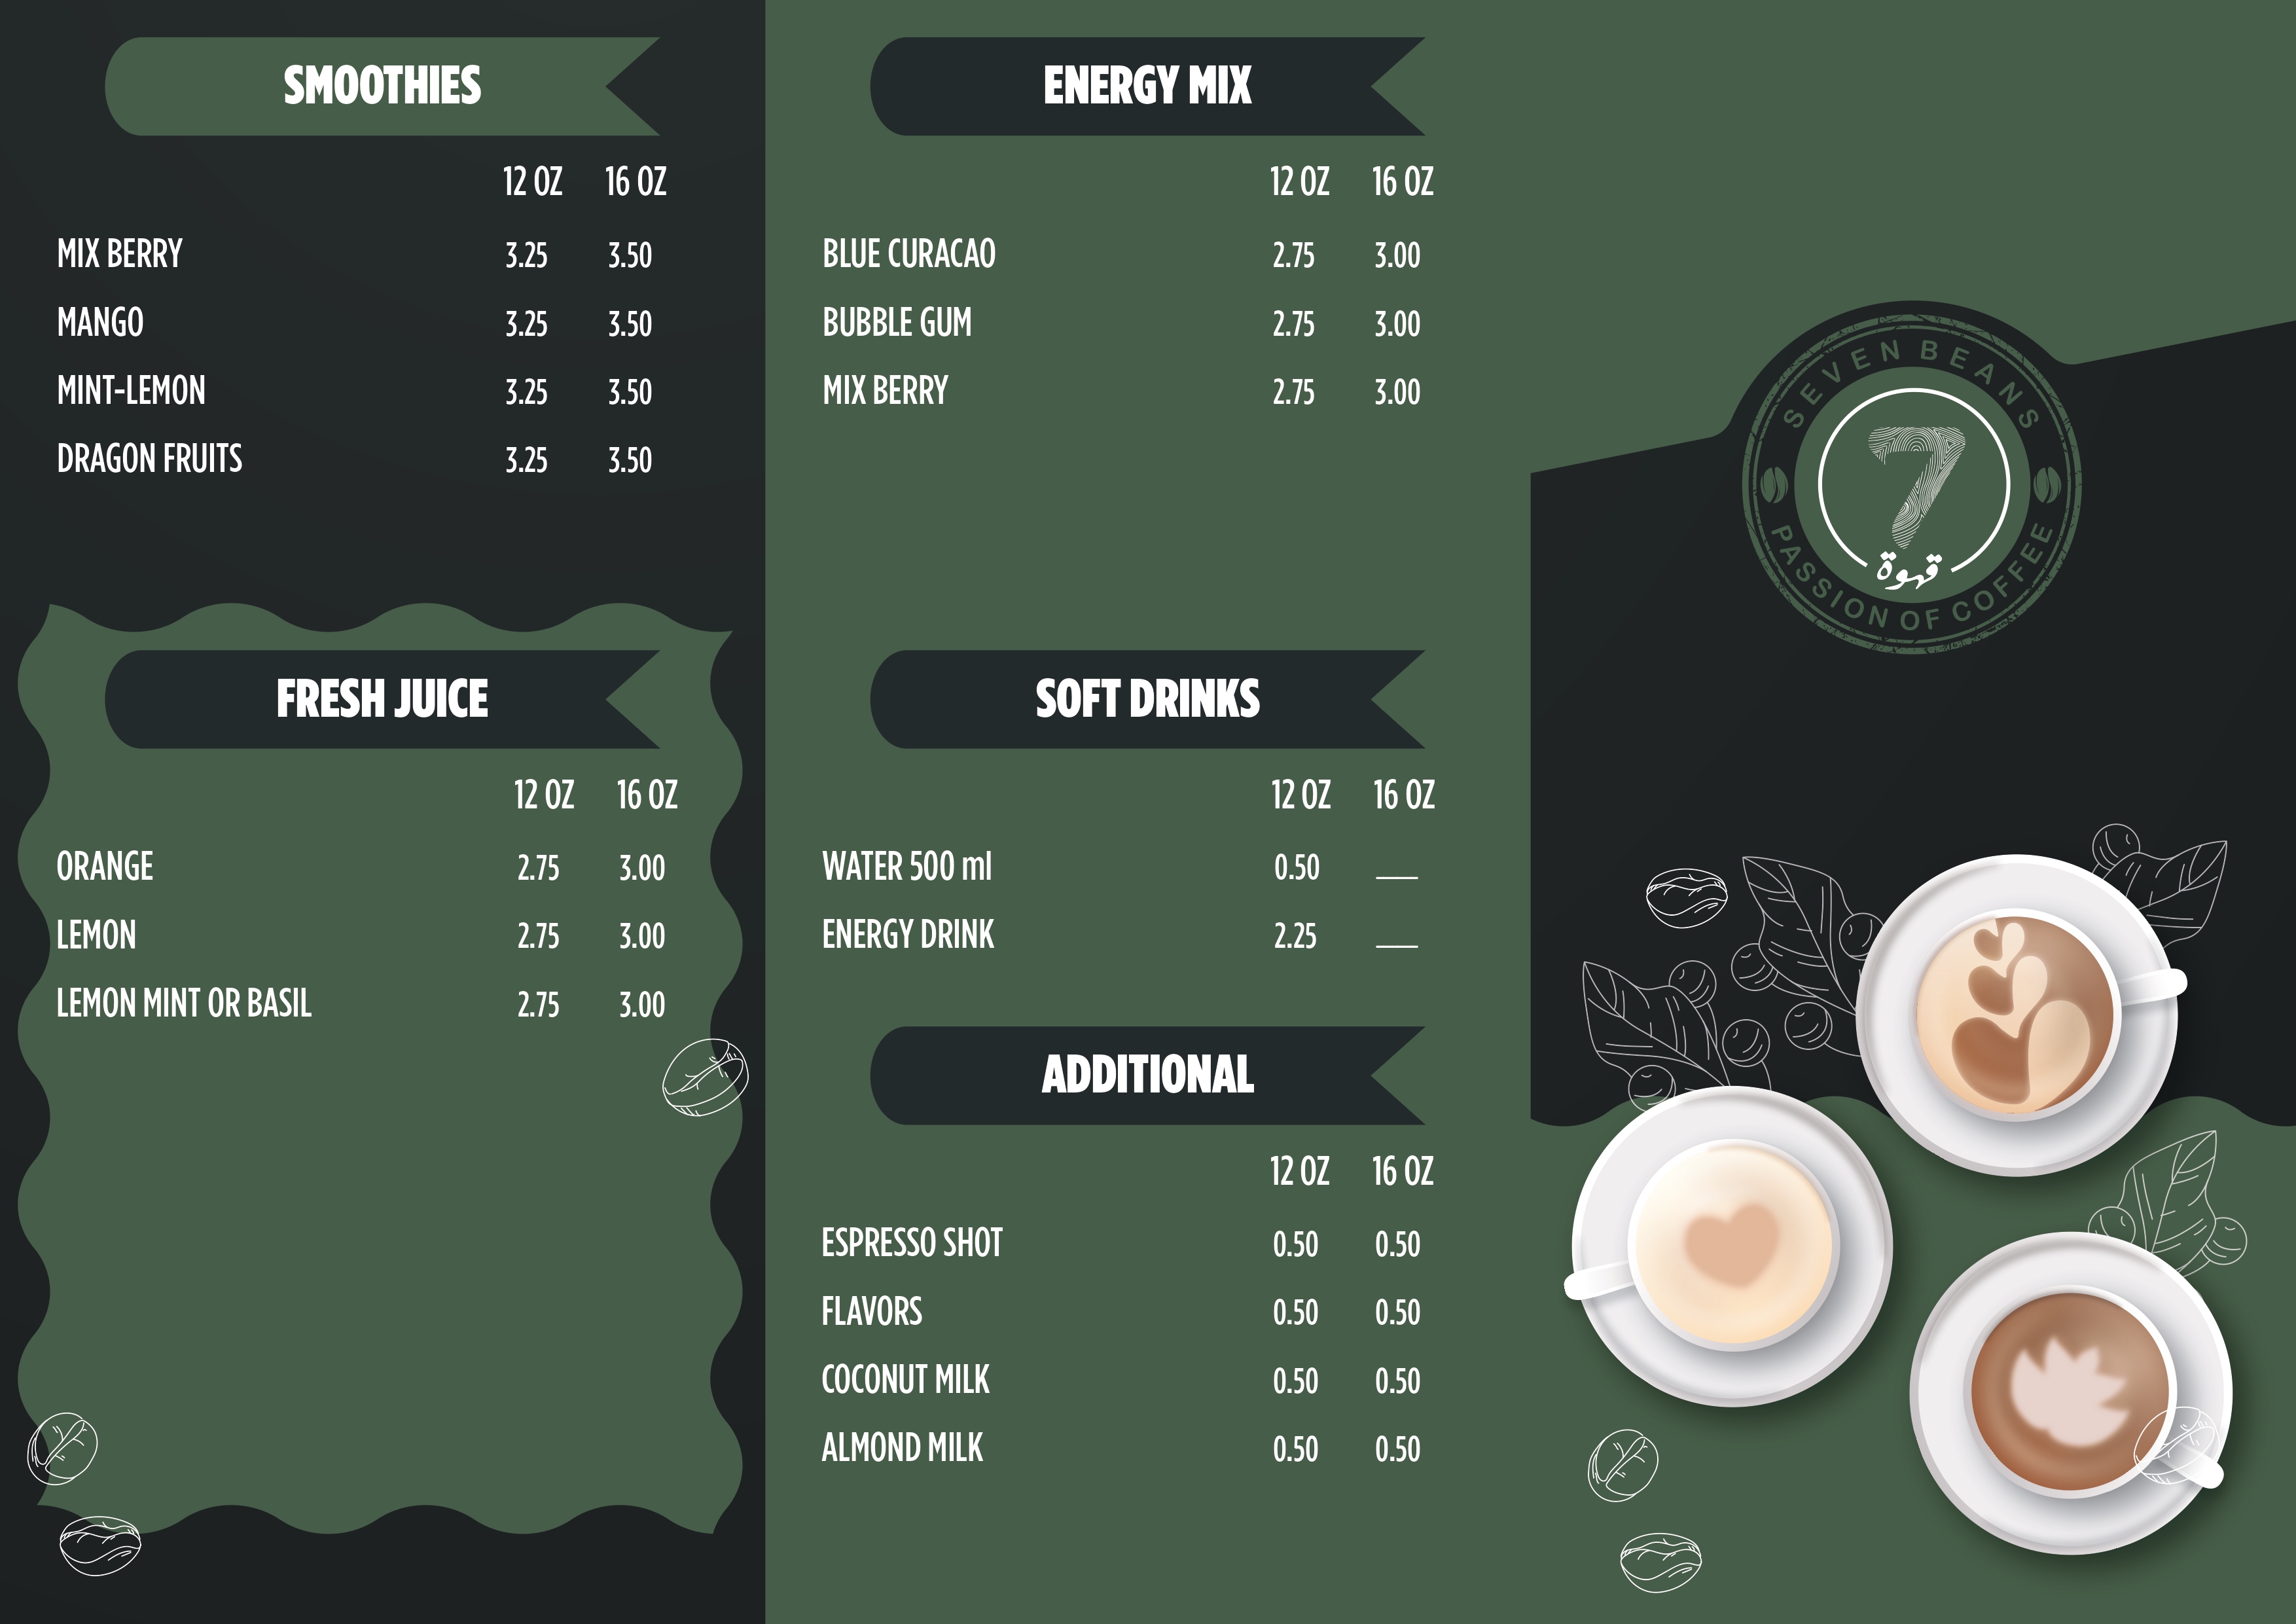 SMOOTHIES
12 OZ 16 OZ
MIX BERRY 3.25 3.50
MANGO 3.25 3.50
MINT-LEMON 3.25 3.50
DRAGON FRUITS 3.25 3.50
FRESH JUICE
12 OZ 16 OZ
ORANGE 2.75 3.00
LEMON 2.75 3.00
LEMON MINT OR BASIL 2.75 3.00
ENERGY MIX
12 OZ 16 OZ
BLUE CURACAO 2.75 3.00
BUBBLE GUM 2.75 3.00
MIX BERRY 2.75 3.00
SOFT DRINKS
12 OZ 16 OZ
WATER 500 ml 0.50 ___
ENERGY DRINK 2.25 ___
ADDITIONAL
12 OZ 16 OZ
ESPRESSO SHOT 0.50 0.50
FLAVORS 0.50 0.50
COCONUT MILK 0.50 0.50
ALMOND MILK 0.50 0.50
SEVEN BEANS
7
قهوة
PASSION OF COFFEE